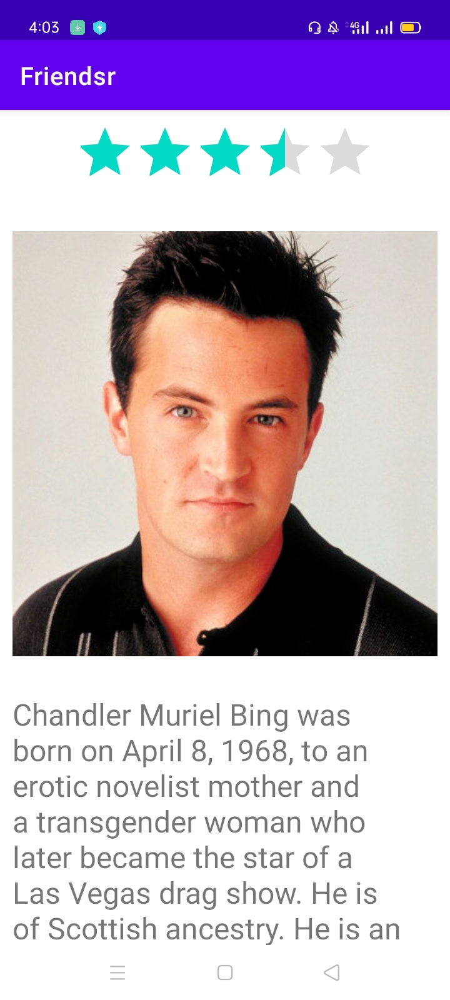 4:03
4G
Friendsr
Chandler Muriel Bing was
born on April 8, 1968, to an
erotic novelist mother and
a transgender woman who
later became the star of a
Las Vegas drag show. He is
of Scottish ancestry. He is an